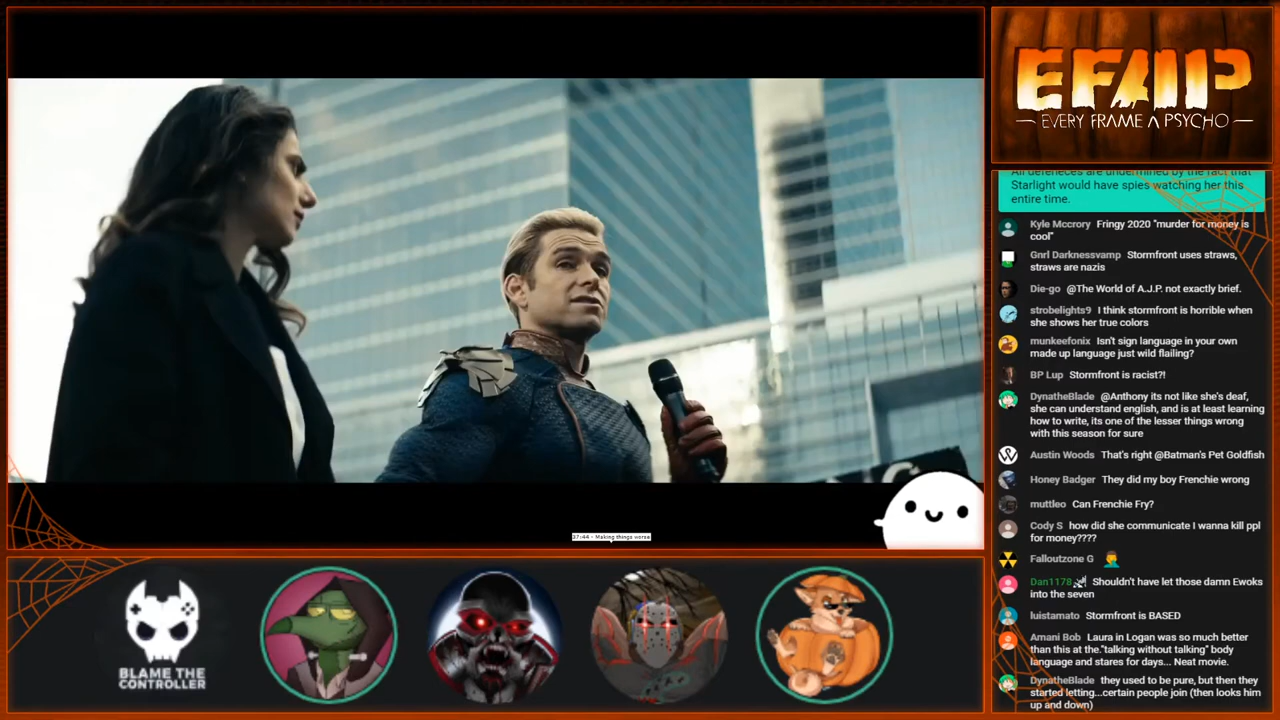 EFAIP
EVERY FRAME A PSYCHO
All defeneces are undermined by the fact that
Starlight would have spies watching her this
entire time.
Kyle Mccrory Fringy 2020 "murder for money is
cool"
Gnrl Darknessvamp Stormfront uses straws,
straws are nazis
Die-go @The World of A.J.P. not exactly brief.
strobelights9 I think stormfront is horrible when
she shows her true colors
munkeefonix Isn't sign language in your own
made up language just wild flailing?
BP Lup Stormfront is racist?!
DynatheBlade @Anthony its not like she's deaf,
she can understand english, and is at least learning
how to write, its one of the lesser things wrong
with this season for sure
Austin Woods That's right @Batman's Pet Goldfish
Honey Badger They did my boy Frenchie wrong
muttleo Can Frenchie Fry?
Cody S how did she communicate I wanna kill ppl
for money????
Falloutzone G
Dan1178 Shouldn't have let those damn Ewoks
into the seven
luistamato Stormfront is BASED
Amani Bob Laura in Logan was so much better
than this at the."talking without talking" body
language and stares for days... Neat movie.
DynatheBlade they used to be pure, but then they
started letting...certain people join (then looks him
up and down)
37:44 - Making things worse
BLAME THE
CONTROLLER